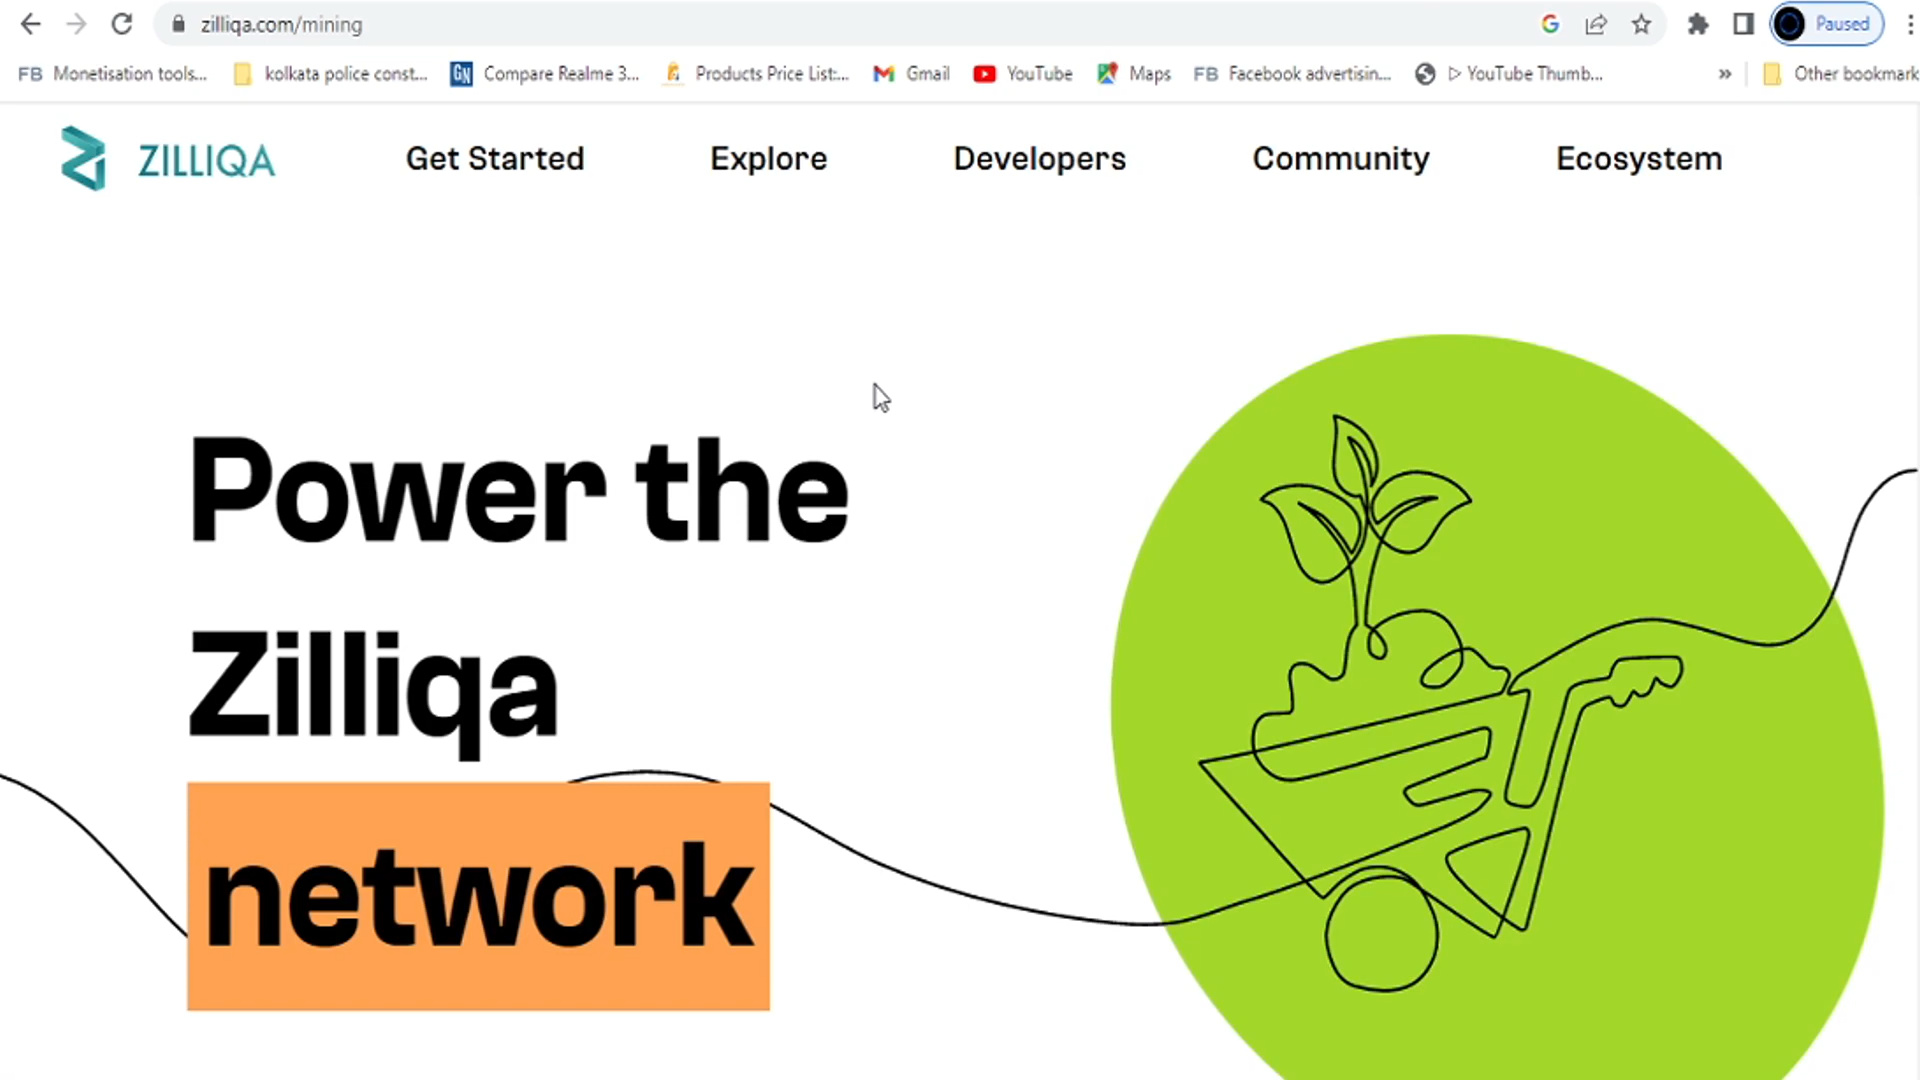 zilliqa.com/mining
Paused
FB Monetisation tools... kolkata police const... GN Compare Realme 3... Products Price List:... Gmail YouTube Maps FB Facebook advertisin... ▷ YouTube Thumb... » Other bookmark
ZILLIQA Get Started Explore Developers Community Ecosystem
Power the
Zilliqa
network